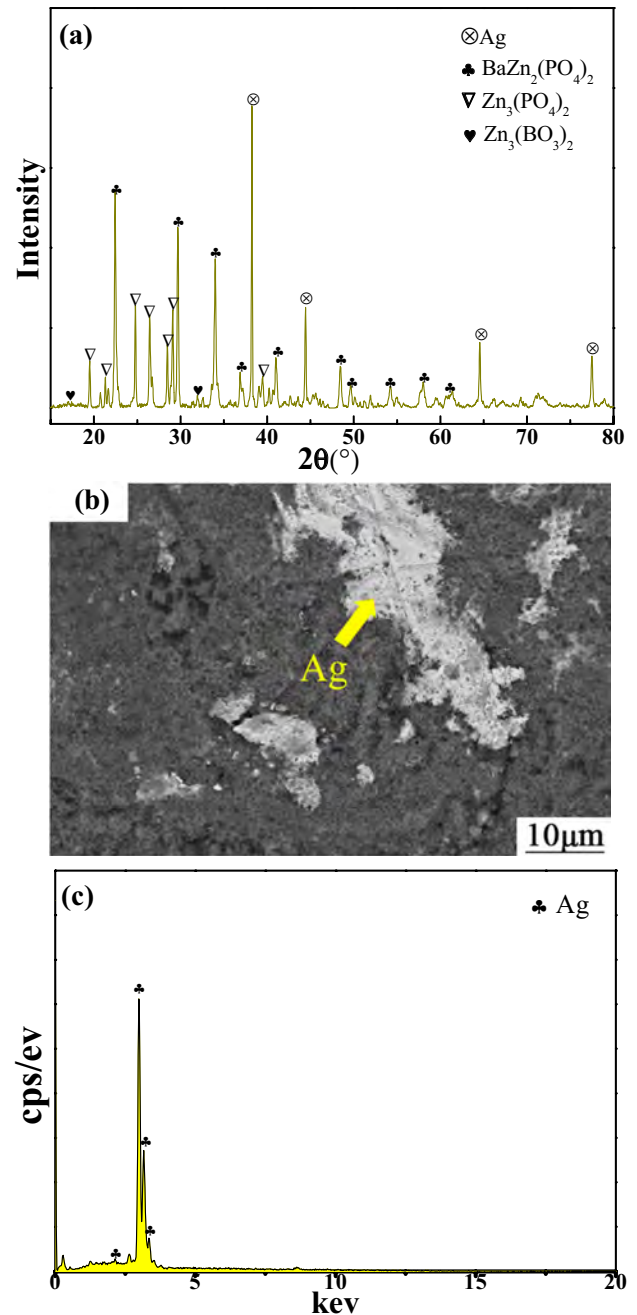 (a)
⊗Ag
♣ BaZn₂(PO₄)₂
∇ Zn₃(PO₄)₂
♥ Zn₃(BO₃)₂
Intensity
20 30 40 50 60 70 80
2θ(°)
(b)
Ag
10μm
(c)
♣ Ag
cps/ev
0 5 10 15 20
kev